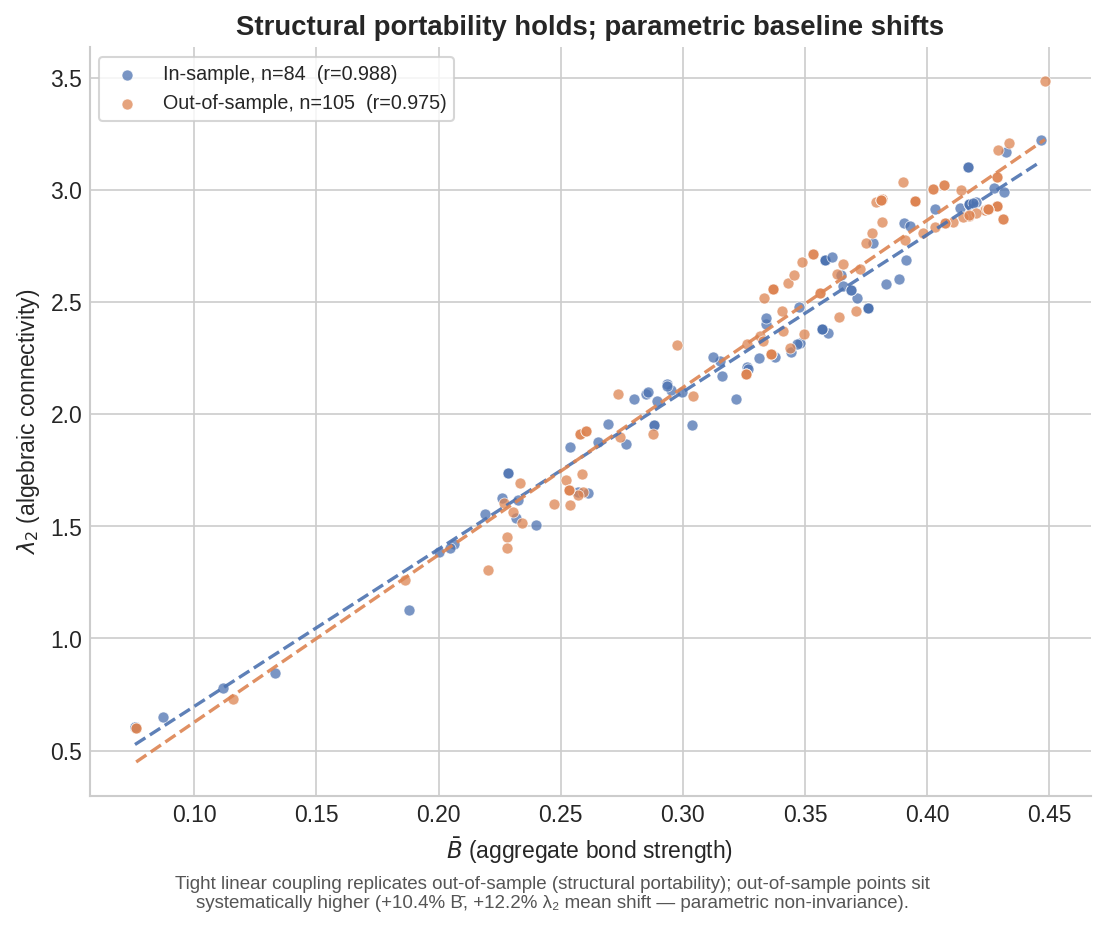 Structural portability holds; parametric baseline shifts
In-sample, n=84 (r=0.988)
Out-of-sample, n=105 (r=0.975)
3.5
3.0
2.5
2.0
1.5
1.0
0.5
λ₂ (algebraic connectivity)
0.10 0.15 0.20 0.25 0.30 0.35 0.40 0.45
B̄ (aggregate bond strength)
Tight linear coupling replicates out-of-sample (structural portability); out-of-sample points sit
systematically higher (+10.4% B̄, +12.2% λ₂ mean shift — parametric non-invariance).